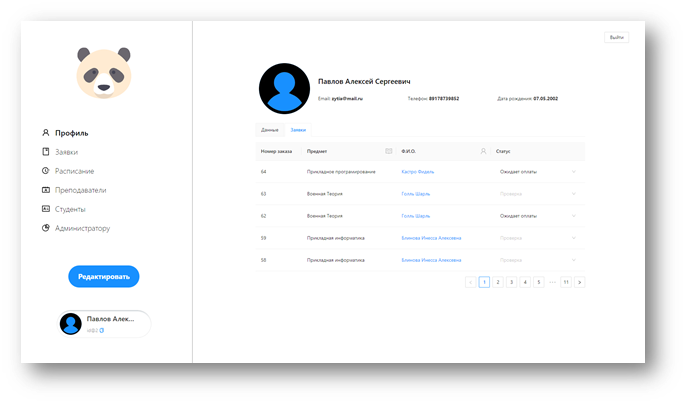 Выйти
Павлов Алексей Сергеевич
Email: zytie@mail.ru Телефон: 89178739852 Дата рождения: 07.05.2002
Профиль
Заявки
Расписание
Преподаватели
Студенты
Администратору
Редактировать
Павлов Алек...
Данные Заявки
Номер заказа Предмет Ф.И.О. Статус
64 Прикладное программирование Кастро Фидель Ожидает оплаты
63 Военная Теория Голль Шарль Проверка
62 Военная Теория Голль Шарль Ожидает оплаты
59 Прикладная информатика Блинова Инесса Алексеевна Проверка
58 Прикладная информатика Блинова Инесса Алексеевна Проверка
< 1 2 3 4 5 ••• 11 >